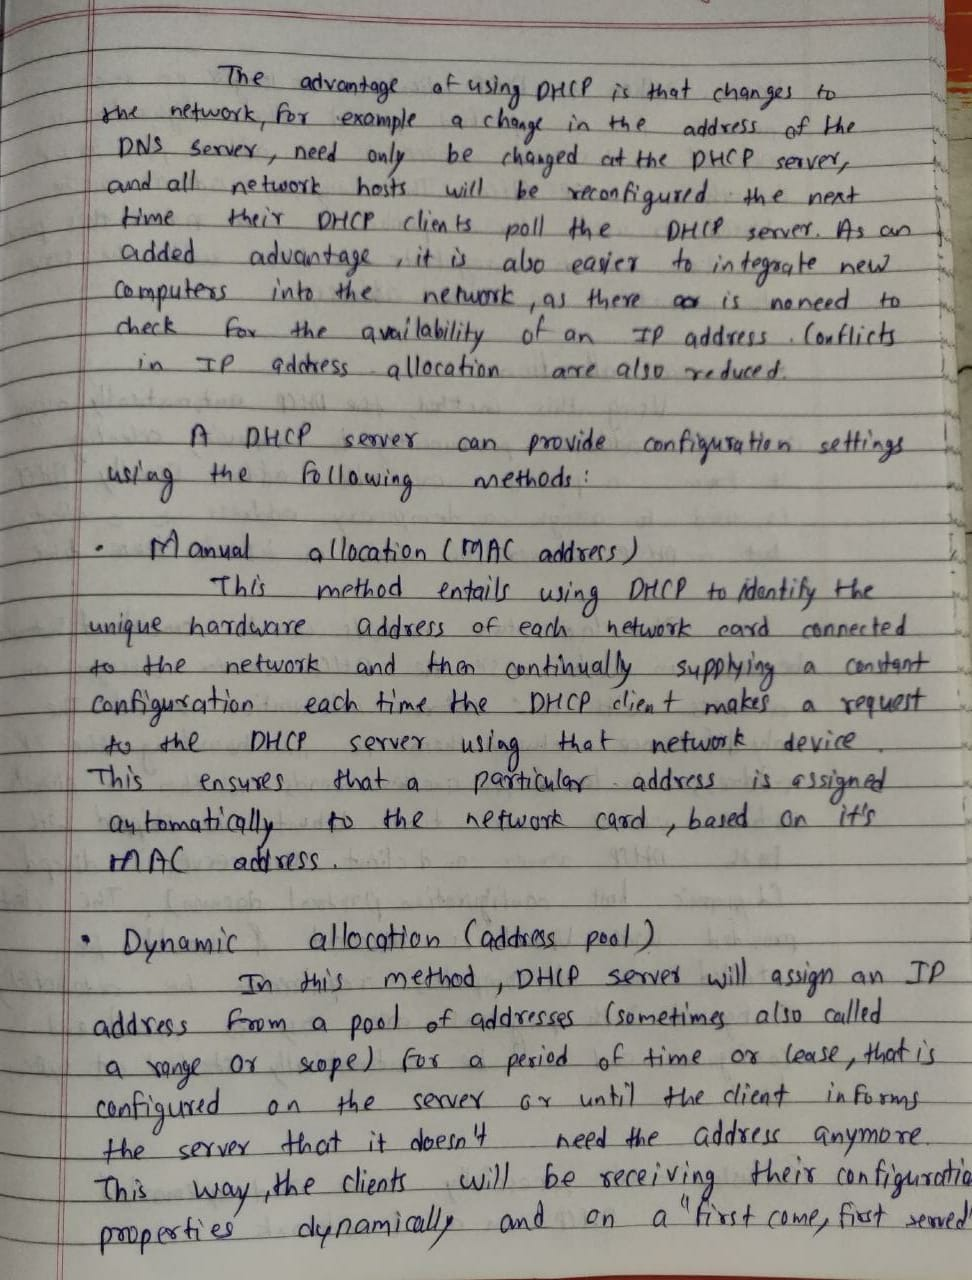 The advantage of using DHCP is that changes to
the network, for example a change in the address of the
DNS server, need only be changed at the DHCP server,
and all network hosts will be reconfigured the next
time their DHCP clients poll the DHCP server. As an
added advantage, it is also easier to integrate new
computers into the network, as there is no need to
check for the availability of an IP address. Conflicts
in IP address allocation are also reduced.
A DHCP server can provide configuration settings
using the following methods:
• Manual allocation (MAC address)
This method entails using DHCP to identify the
unique hardware address of each network card connected
to the network and then continually supplying a constant
configuration each time the DHCP client makes a request
to the DHCP server using that network device.
This ensures that a particular address is assigned
automatically to the network card, based on it's
MAC address.
• Dynamic allocation (address pool)
In this method, DHCP server will assign an IP
address from a pool of addresses (sometimes also called
a range or scope) for a period of time or lease, that is
configured on the server or until the client informs
the server that it doesn't need the address anymore.
This way, the clients will be receiving their configuratio
properties dynamically and on a "first come, first served